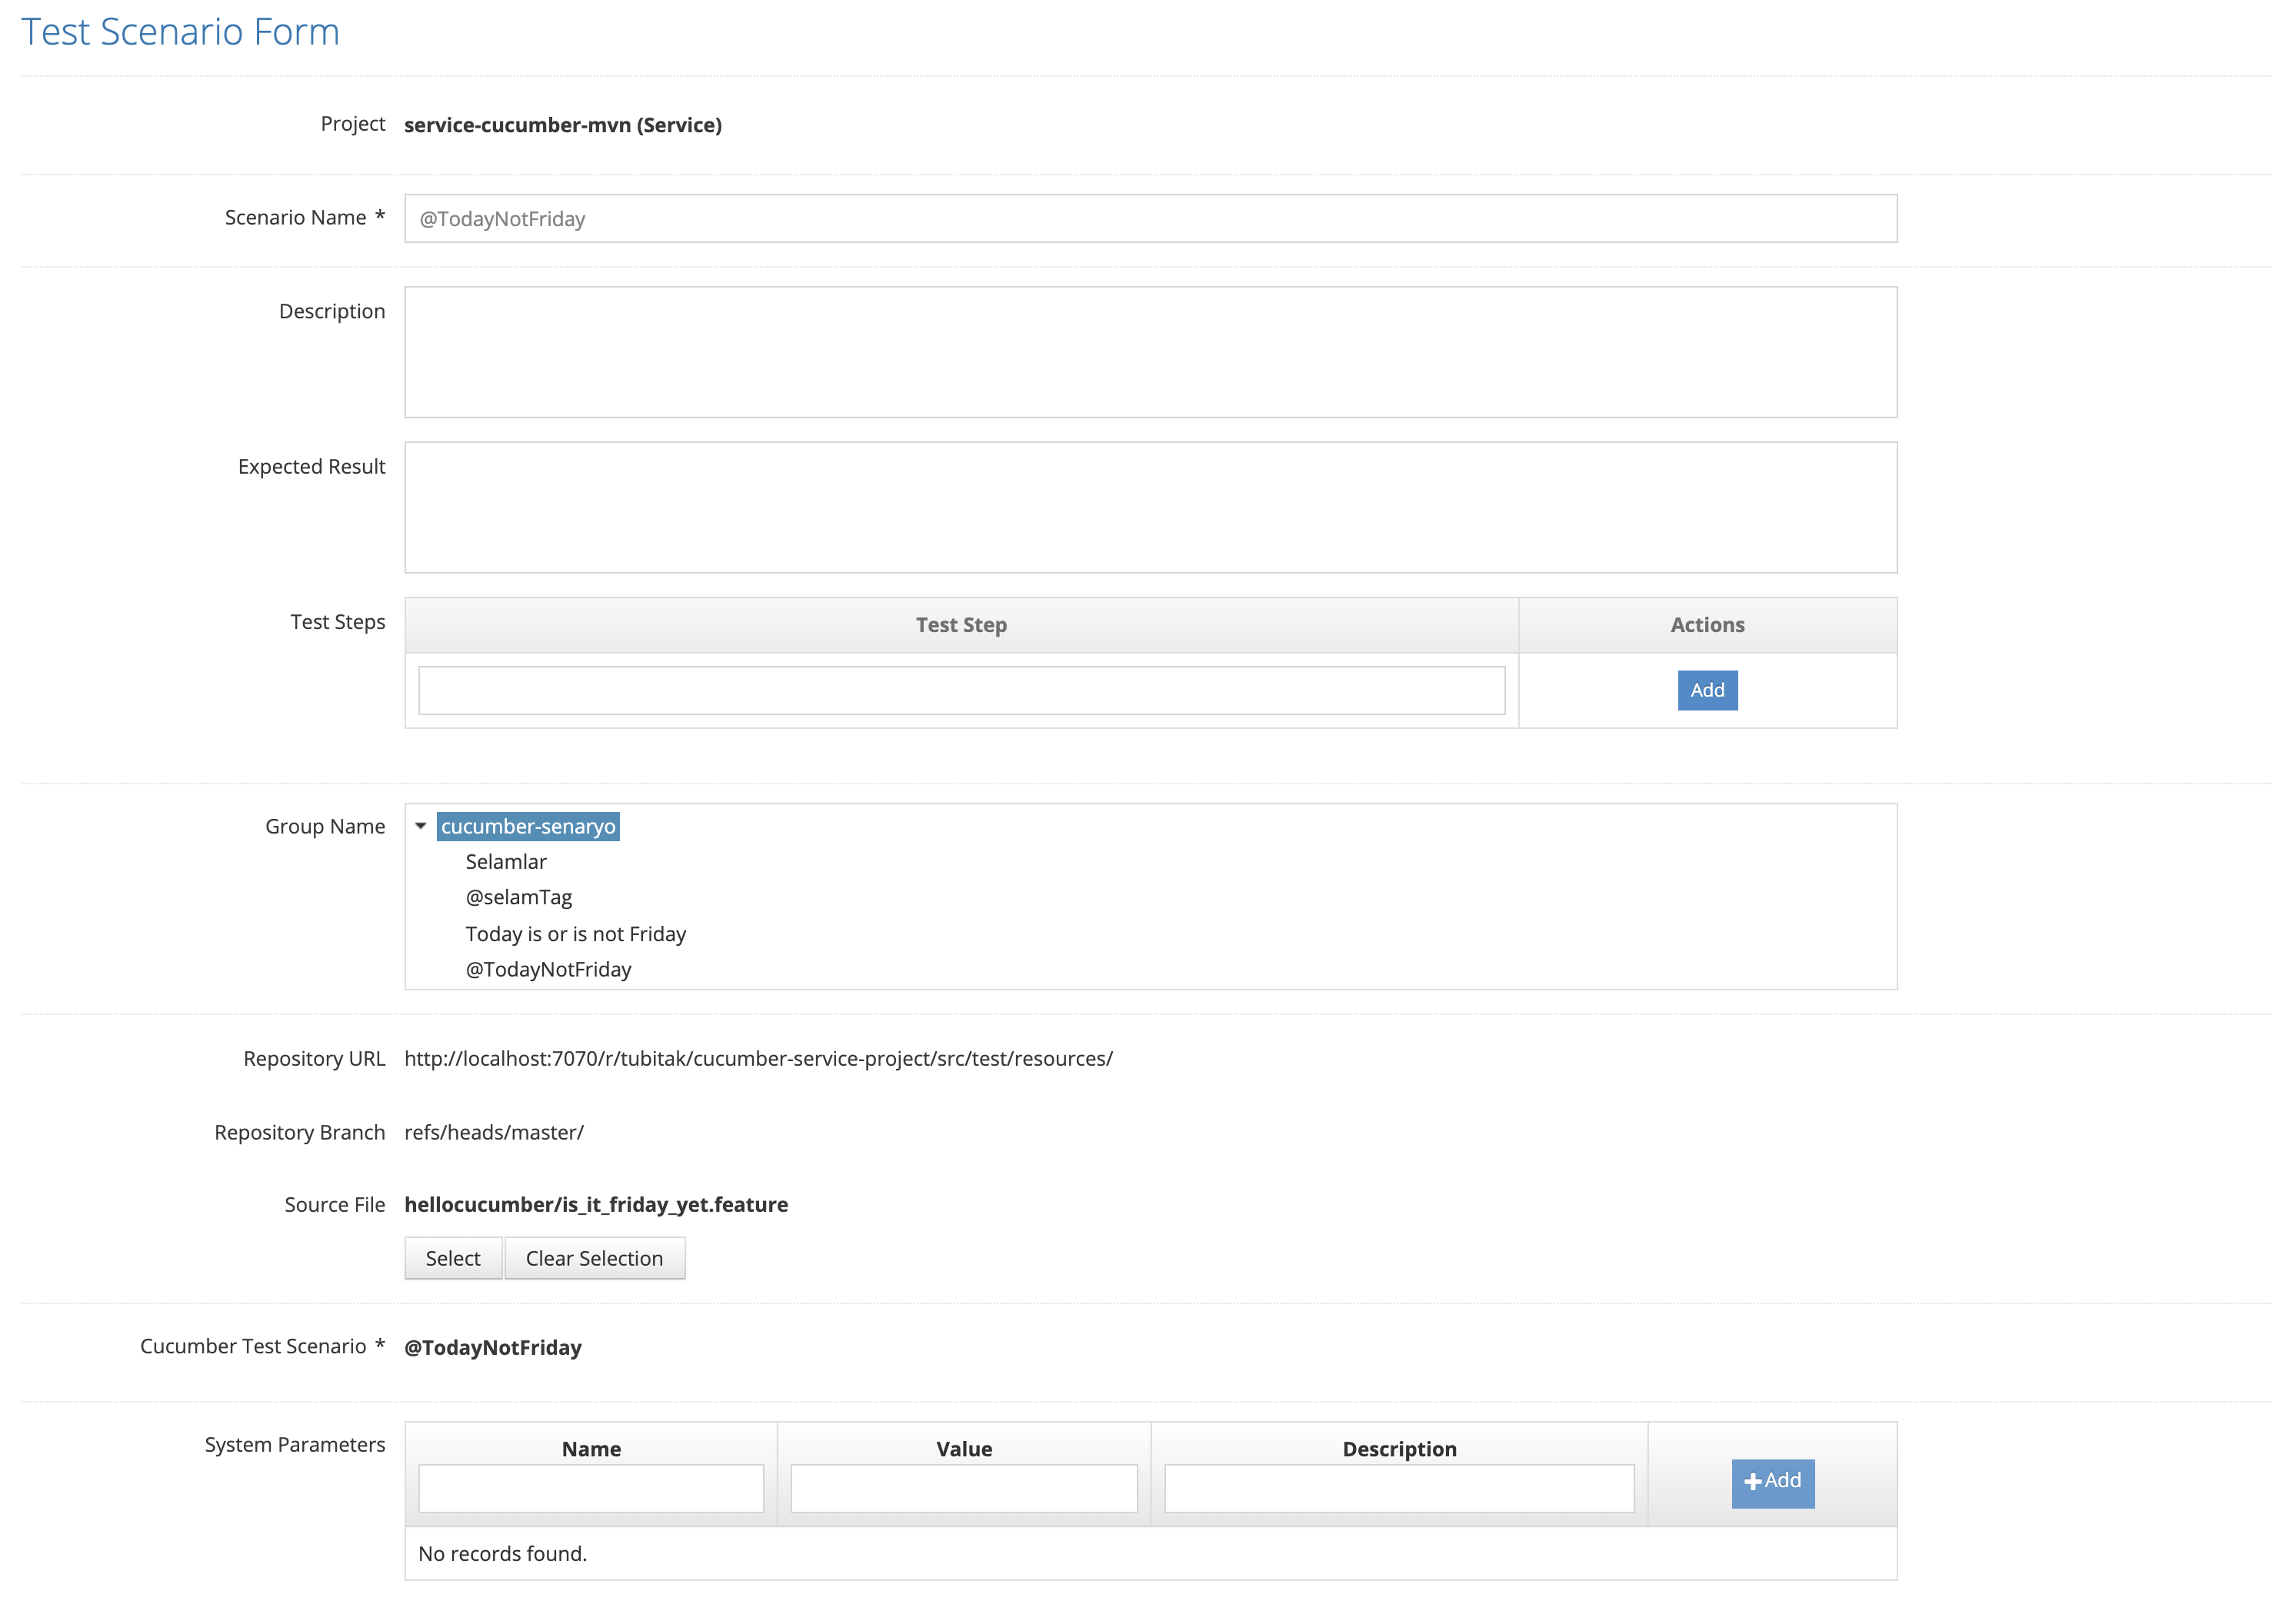 Test Scenario Form
Project service-cucumber-mvn (Service)
Scenario Name * @TodayNotFriday
Description
Expected Result
Test Steps Test Step Actions
Add
Group Name cucumber-senaryo
Selamlar
@selamTag
Today is or is not Friday
@TodayNotFriday
Repository URL http://localhost:7070/r/tubitak/cucumber-service-project/src/test/resources/
Repository Branch refs/heads/master/
Source File hellocucumber/is_it_friday_yet.feature
Select Clear Selection
Cucumber Test Scenario * @TodayNotFriday
System Parameters Name Value Description
Add
No records found.